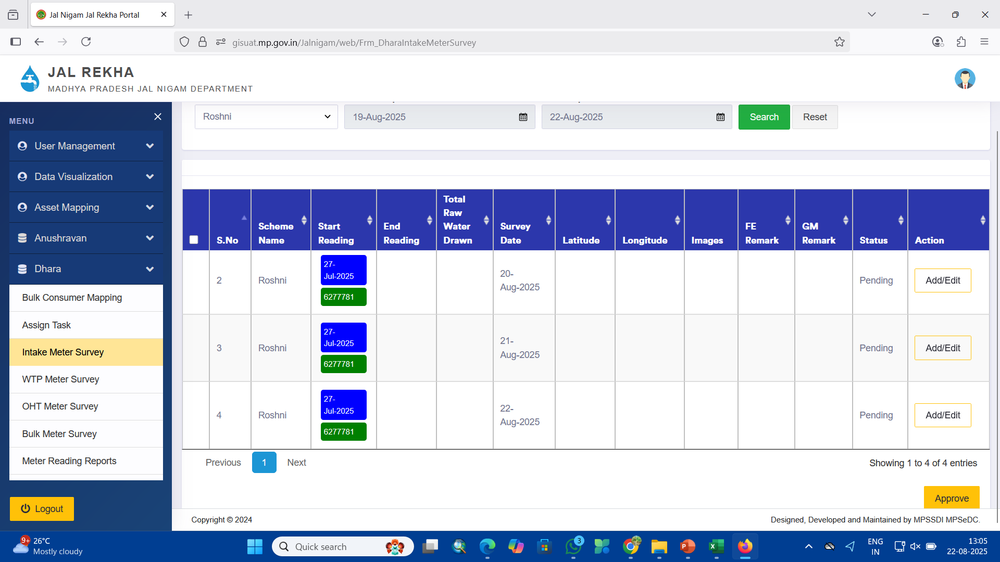 Jal Nigam Jal Rekha Portal
gisuat.mp.gov.in/Jalnigam/web/Frm_DharaIntakeMeterSurvey
JAL REKHA
MADHYA PRADESH JAL NIGAM DEPARTMENT
MENU
User Management
Data Visualization
Asset Mapping
Anushravan
Dhara
Bulk Consumer Mapping
Assign Task
Intake Meter Survey
WTP Meter Survey
OHT Meter Survey
Bulk Meter Survey
Meter Reading Reports
Logout
Roshni
19-Aug-2025
22-Aug-2025
Search
Reset
S.No
Scheme
Name
Start
Reading
End
Reading
Total
Raw
Water
Drawn
Survey
Date
Latitude
Longitude
Images
FE
Remark
GM
Remark
Status
Action
2
Roshni
27-
Jul-2025
6277781
20-
Aug-2025
Pending
Add/Edit
3
Roshni
27-
Jul-2025
6277781
21-
Aug-2025
Pending
Add/Edit
4
Roshni
27-
Jul-2025
6277781
22-
Aug-2025
Pending
Add/Edit
Previous
1
Next
Showing 1 to 4 of 4 entries
Approve
Copyright © 2024
Designed, Developed and Maintained by MPSSDI MPSeDC.
9+
26°C
Mostly cloudy
Quick search
3
ENG
IN
13:05
22-08-2025